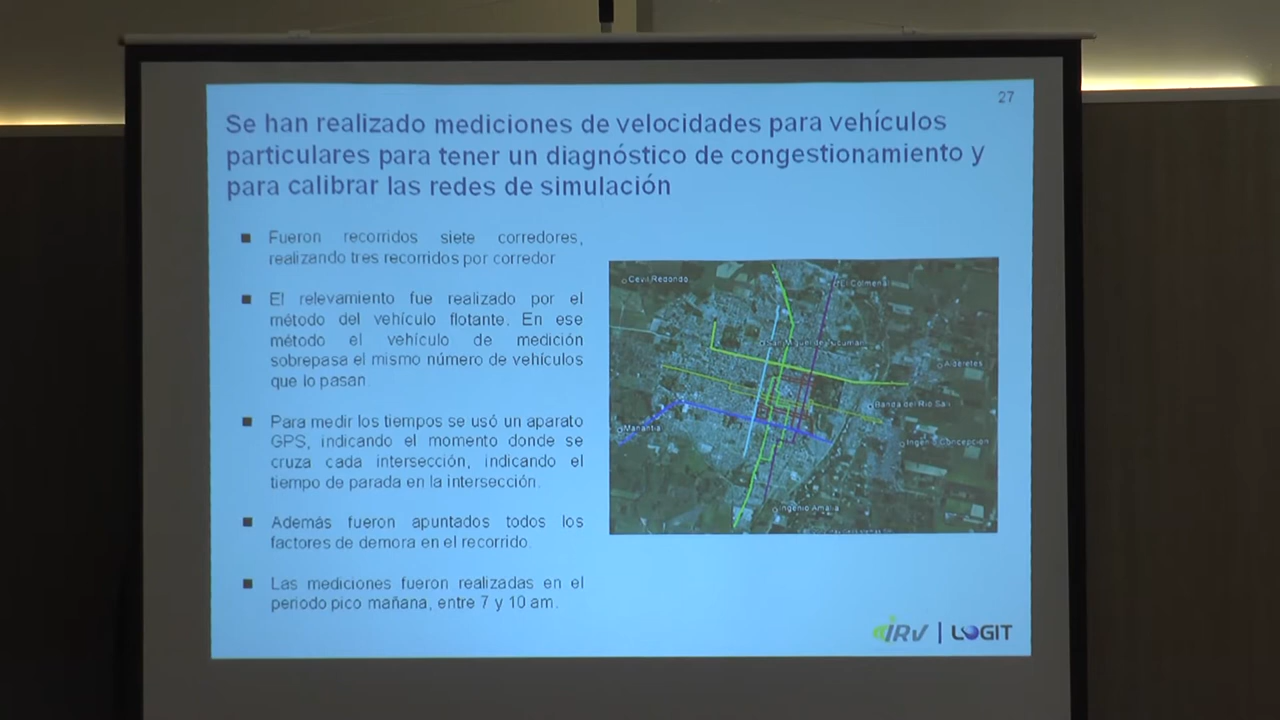 27
Se han realizado mediciones de velocidades para vehículos
particulares para tener un diagnóstico de congestionamiento y
para calibrar las redes de simulación
Fueron recorridos siete corredores,
realizando tres recorridos por corredor
El relevamiento fue realizado por el
método del vehículo flotante. En ese
método el vehículo de medición
sobrepasa el mismo número de vehículos
que lo pasan
Para medir los tiempos se usó un aparato
GPS, indicando el momento donde se
cruza cada intersección, indicando el
tiempo de parada en la intersección.
Además fueron apuntados todos los
factores de demora en el recorrido.
Las mediciones fueron realizadas en el
periodo pico mañana, entre 7 y 10 am.
Cevil Redondo
El Colmenar
San Miguel de Tucumán
Alderetes
Banda del Río Salí
Manantial
Ingenio Concepción
Ingenio Amalia
IRV | LOGIT